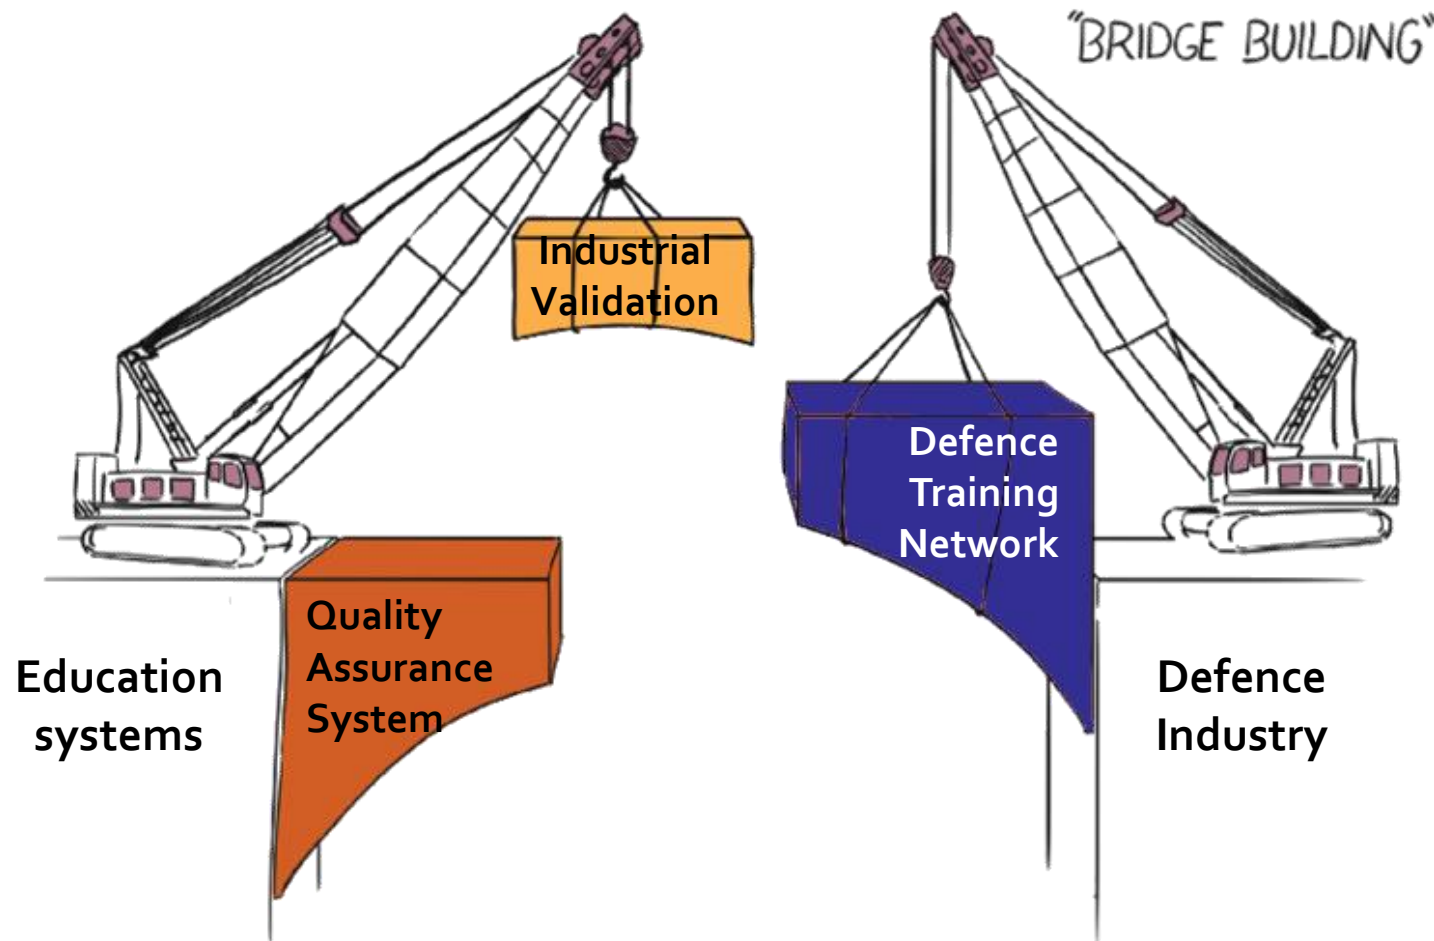 "BRIDGE BUILDING"
Industrial
Validation
Defence
Training
Network
Quality
Assurance
System
Education
systems
Defence
Industry